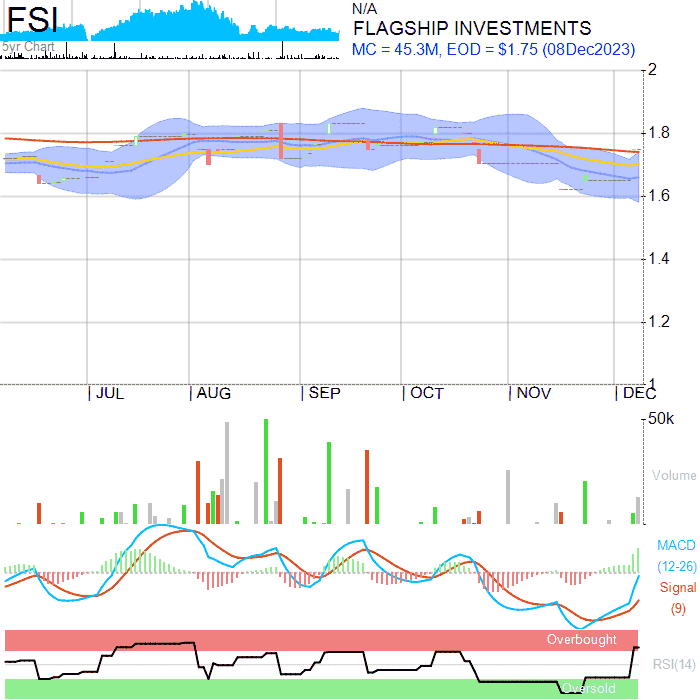 FSI
5yr Chart
N/A
FLAGSHIP INVESTMENTS
MC = 45.3M, EOD = $1.75 (08Dec2023)
2
1.8
1.6
1.4
1.2
1
JUL AUG SEP OCT NOV DEC
50k
Volume
MACD
(12-26)
Signal
(9)
Overbought
RSI(14)
Oversold